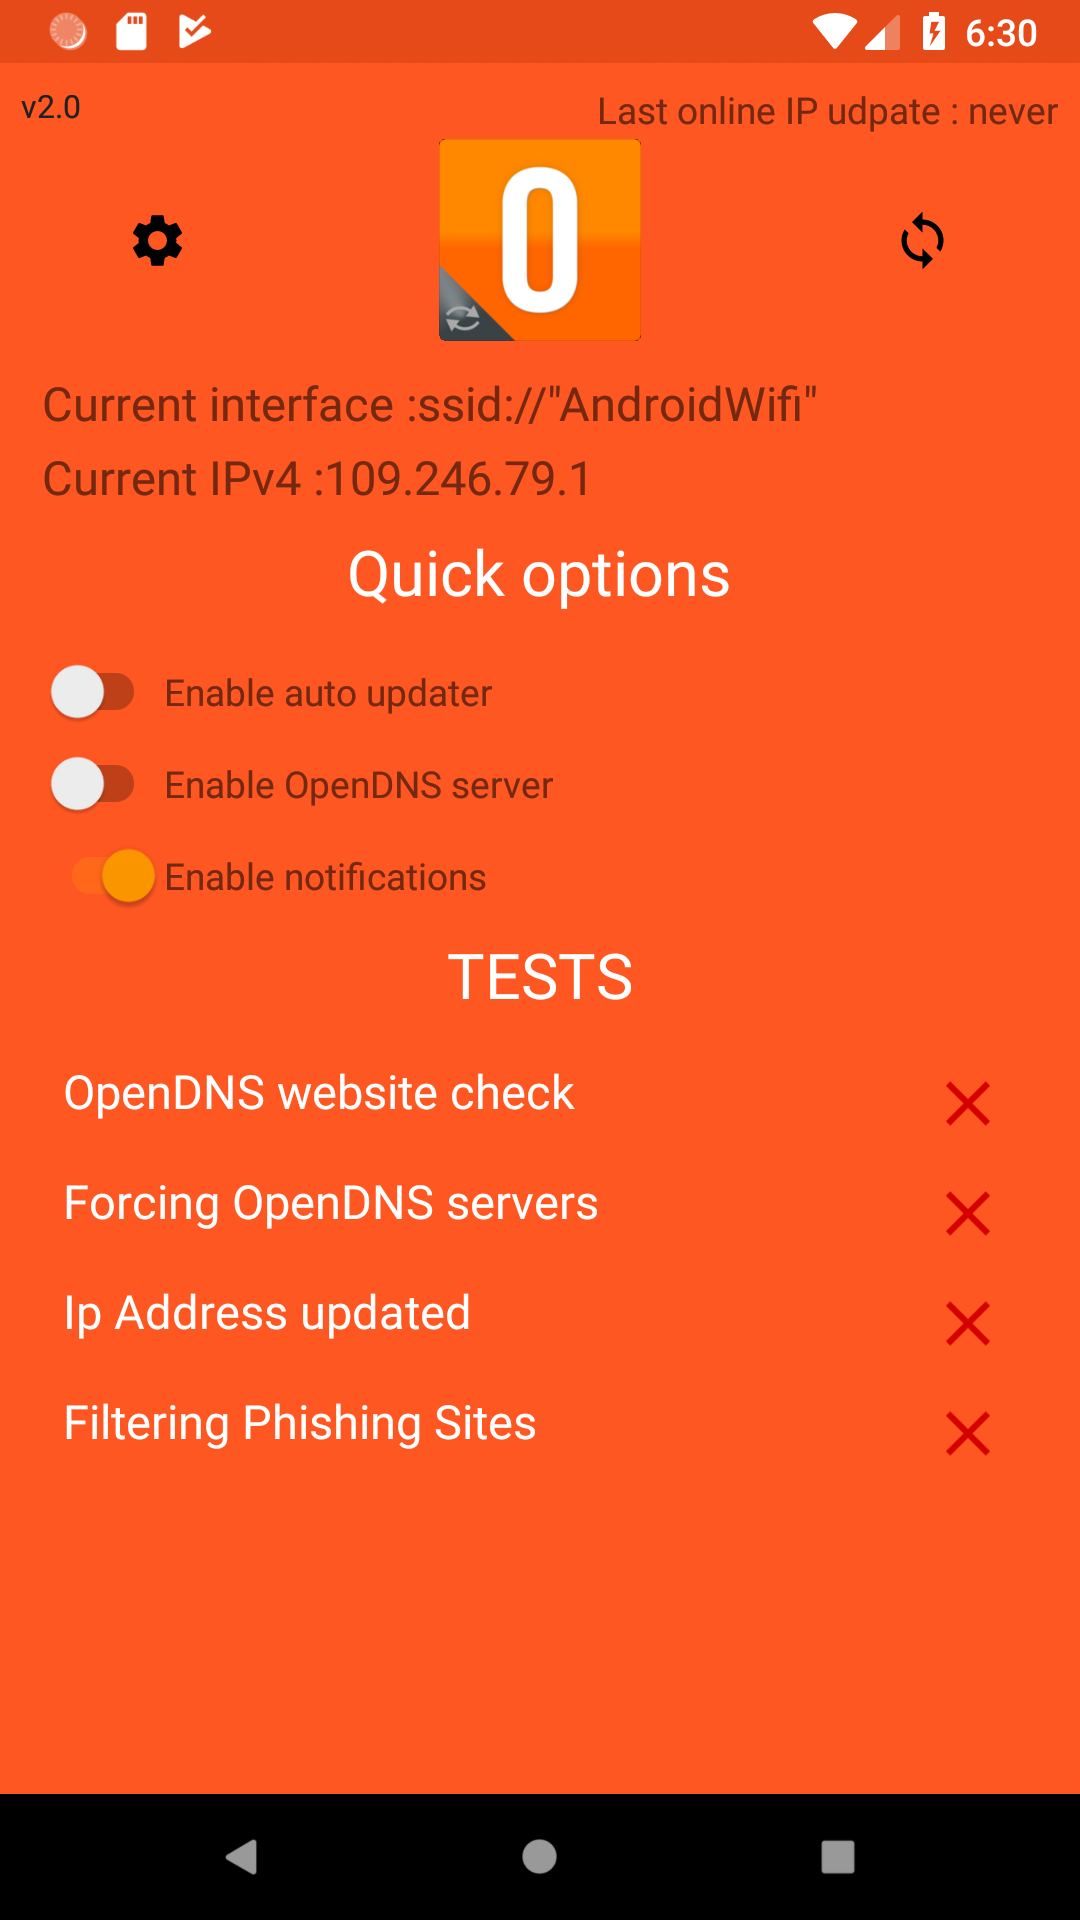 6:30
v2.0
Last online IP udpate : never
0
Current interface :ssid://"AndroidWifi"
Current IPv4 :109.246.79.1
Quick options
Enable auto updater
Enable OpenDNS server
Enable notifications
TESTS
OpenDNS website check
Forcing OpenDNS servers
Ip Address updated
Filtering Phishing Sites